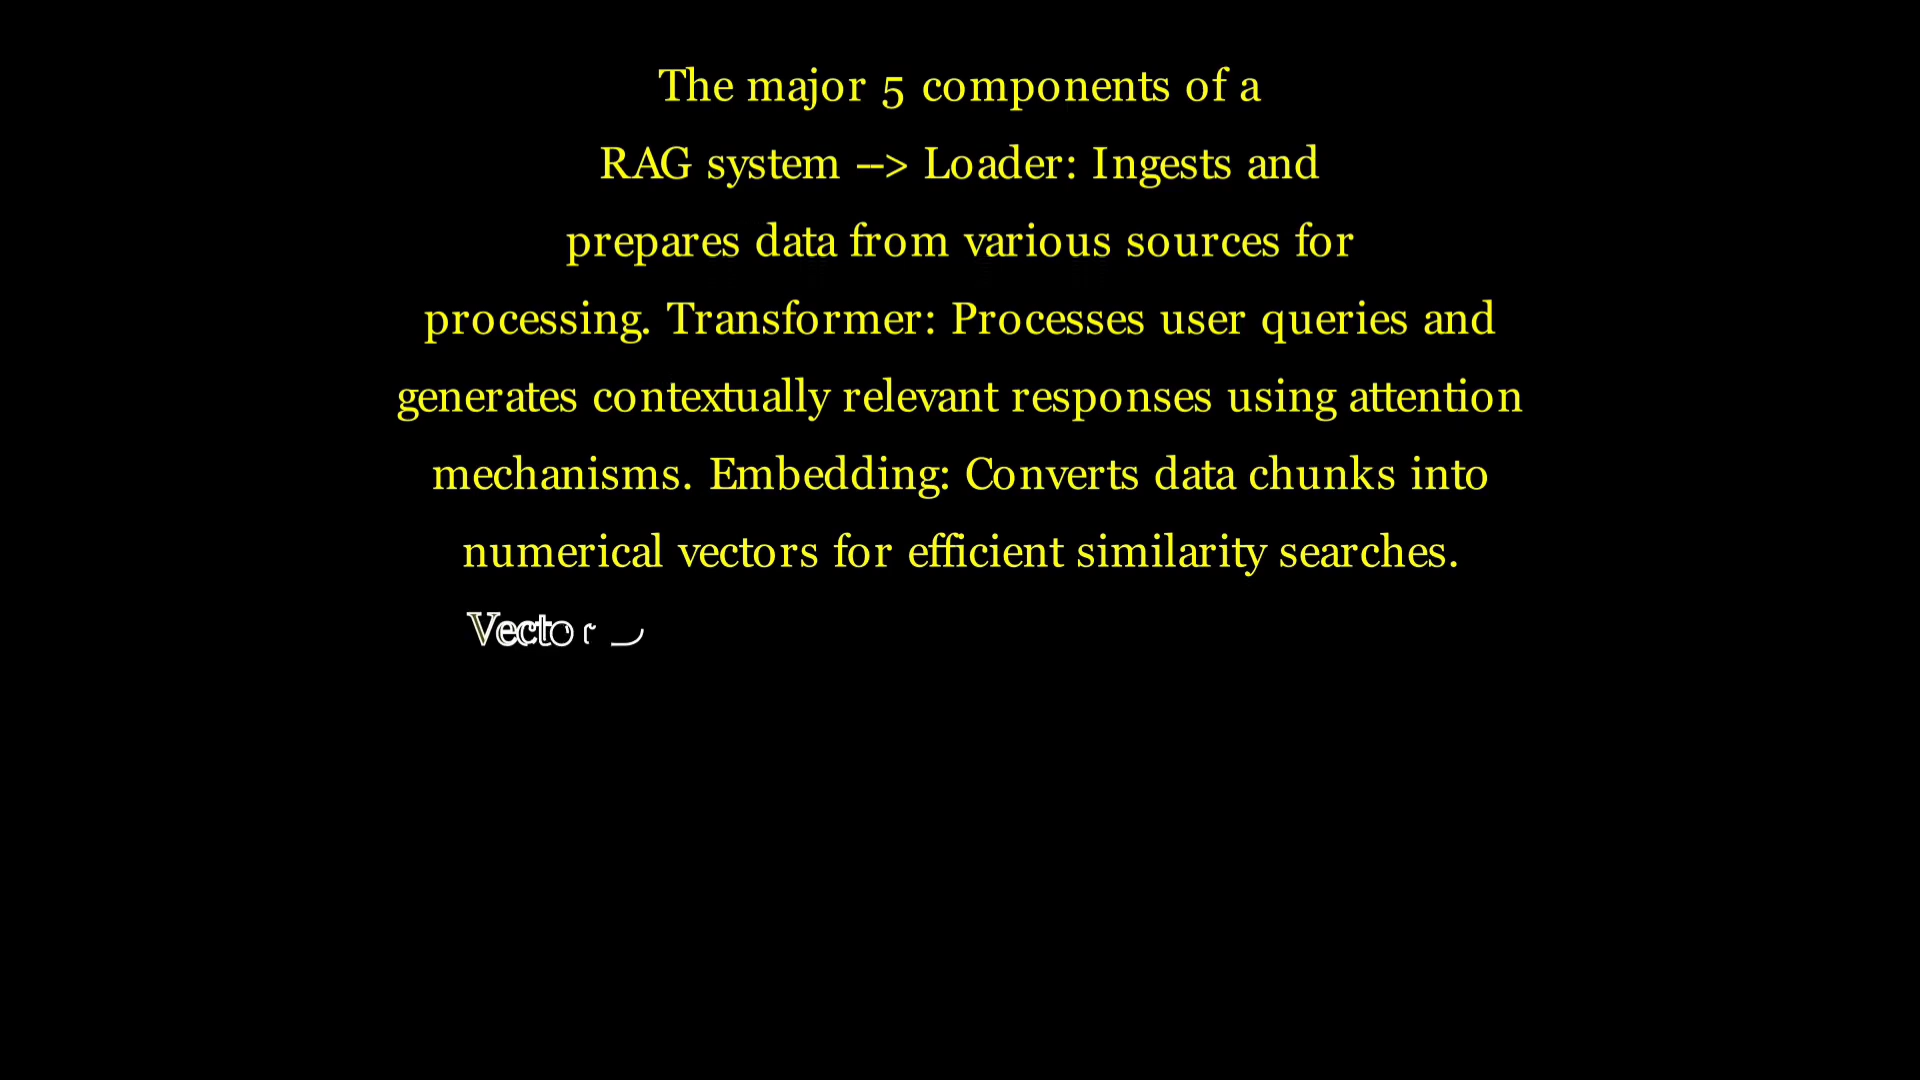 The major 5 components of a
RAG system --> Loader: Ingests and
prepares data from various sources for
processing. Transformer: Processes user queries and
generates contextually relevant responses using attention
mechanisms. Embedding: Converts data chunks into
numerical vectors for efficient similarity searches.
Vector